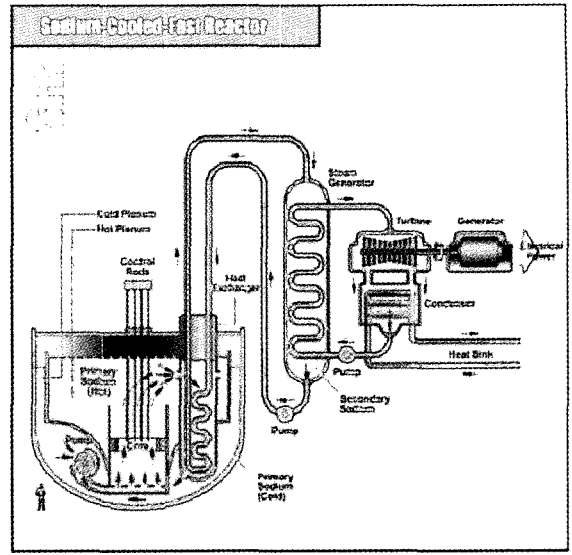 Sodium-Cooled-Fast Reactor
Steam
Generator
Cold Plenum
Hot Plenum
Control
Rods
Heat
Exchanger
Turbine
Generator
Electrical
Power
Condenser
Heat Sink
Pump
Primary
Sodium
(Hot)
Secondary
Sodium
Pump
Pump
Core
Primary
Sodium
(Cold)